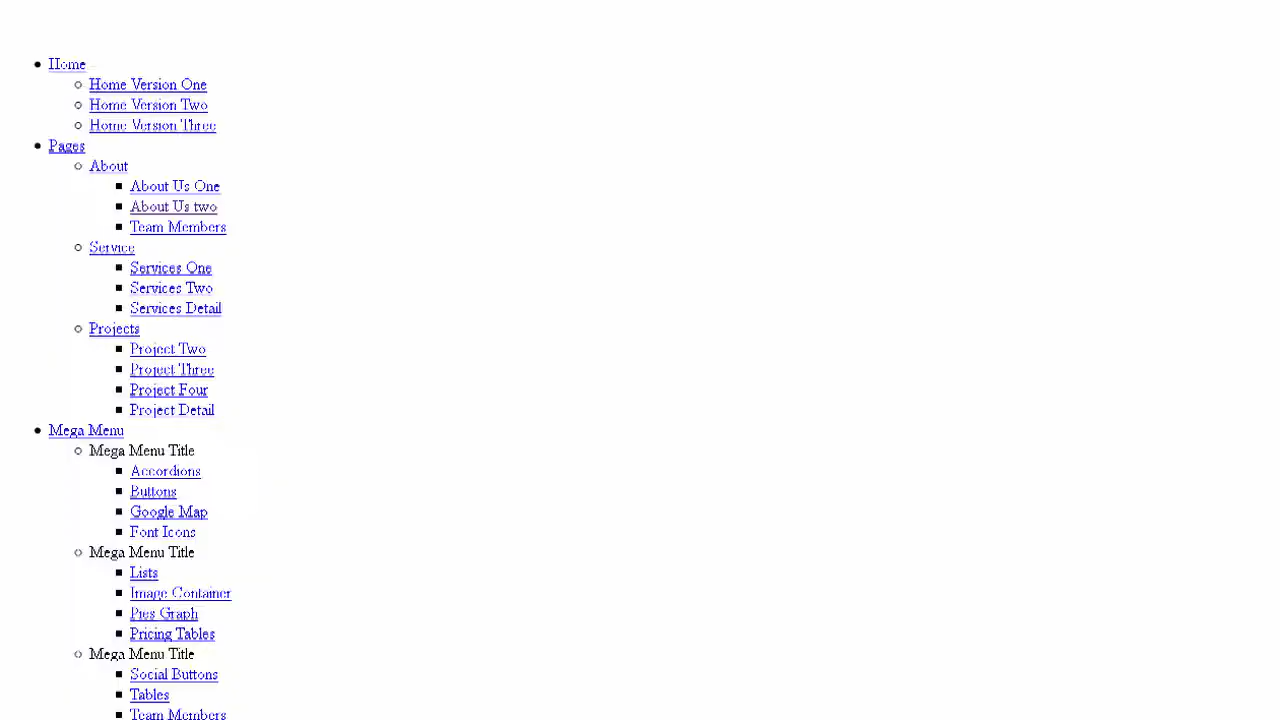 Home
Home Version One
Home Version Two
Home Version Three
Pages
About
About Us One
About Us two
Team Members
Service
Services One
Services Two
Services Detail
Projects
Project Two
Project Three
Project Four
Project Detail
Mega Menu
Mega Menu Title
Accordions
Buttons
Google Map
Font Icons
Mega Menu Title
Lists
Image Container
Pies Graph
Pricing Tables
Mega Menu Title
Social Buttons
Tables
Team Members